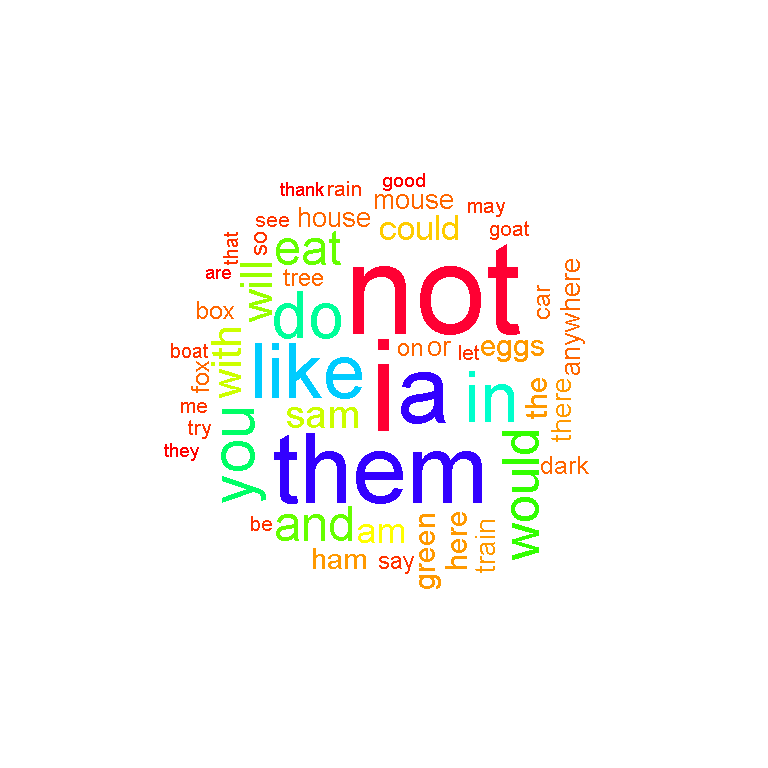 thank rain good
mouse may
see house could goat
that so eat not
are will tree car anywhere
box do
boat with like i on or let eggs
fox a in the there
me sam
try you
they them would dark
be and am green here train
ham say